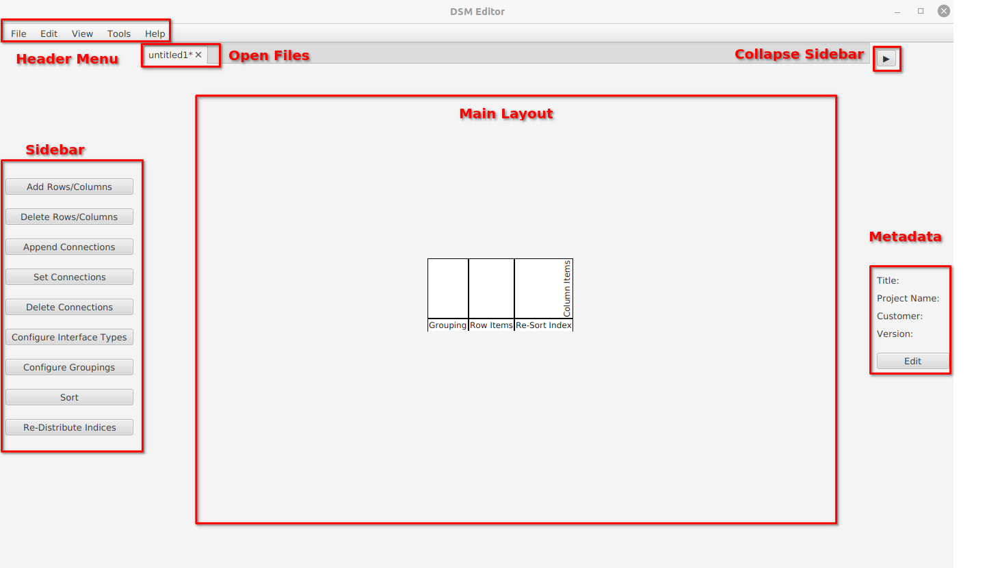 DSM Editor
File Edit View Tools Help
Header Menu
untitled1*
Open Files
Collapse Sidebar
Main Layout
Sidebar
Add Rows/Columns
Delete Rows/Columns
Append Connections
Set Connections
Delete Connections
Configure Interface Types
Configure Groupings
Sort
Re-Distribute Indices
Column Items
Grouping Row Items Re-Sort Index
Metadata
Title:
Project Name:
Customer:
Version:
Edit